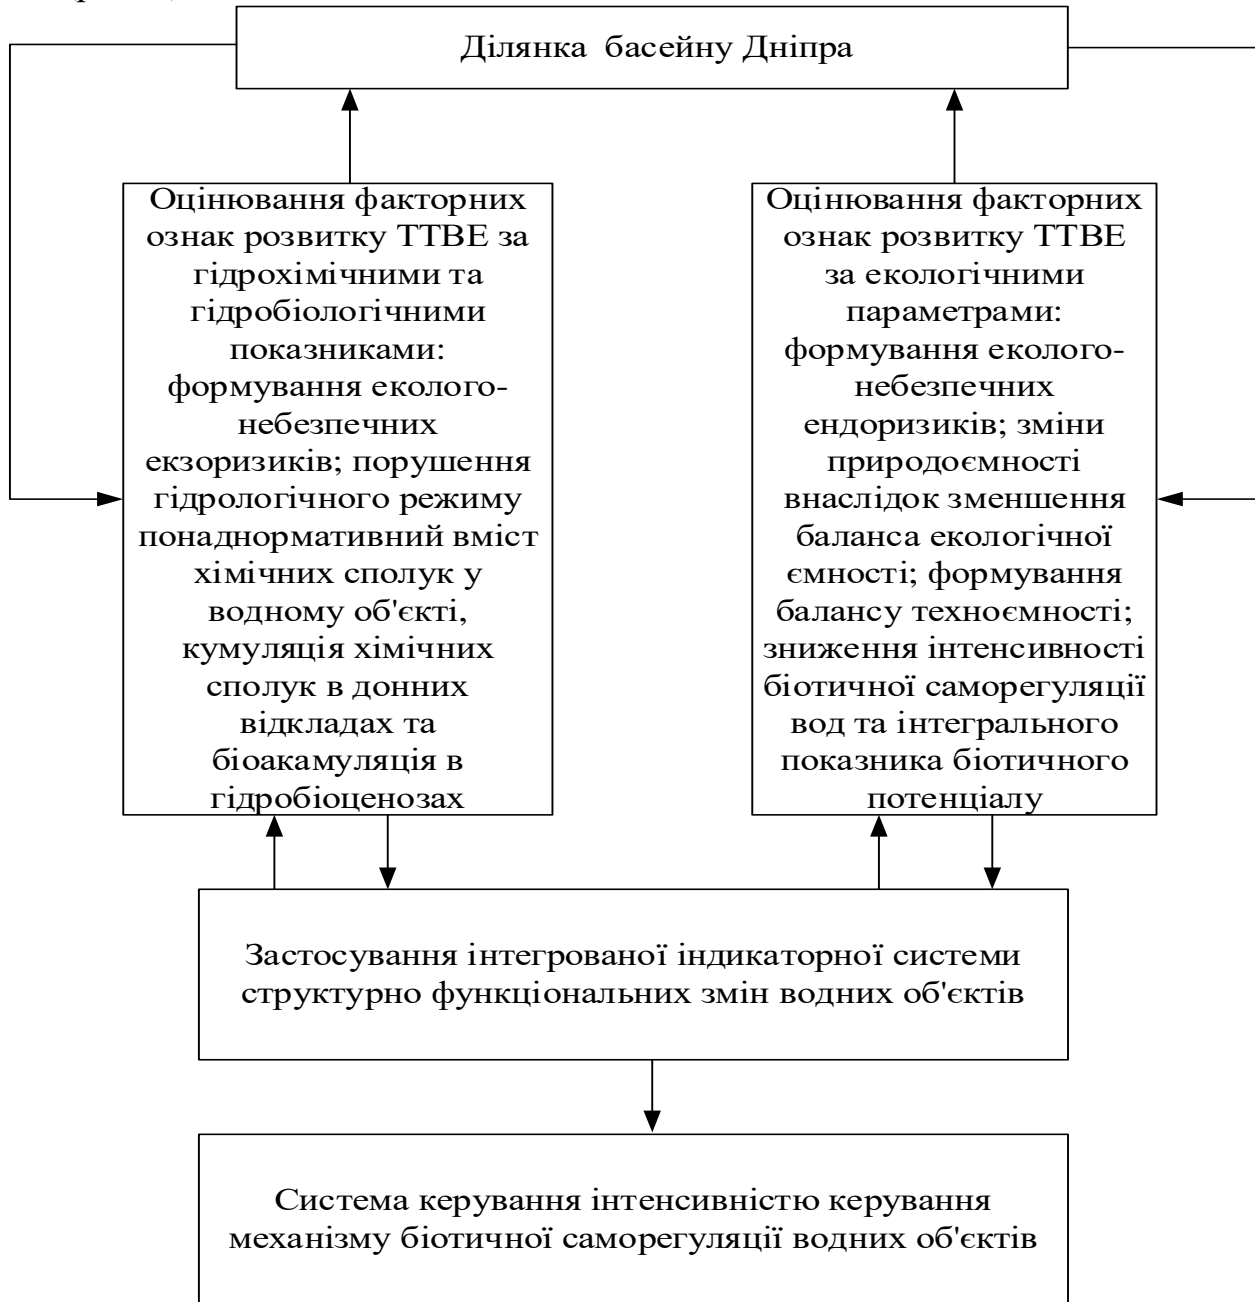 Ділянка басейну Дніпра
Оцінювання факторних
ознак розвитку ТТВЕ за
гідрохімічними та
гідробіологічними
показниками:
формування еколого-
небезпечних
екзоризиків; порушення
гідрологічного режиму
понаднормативний вміст
хімічних сполук у
водному об'єкті,
кумуляція хімічних
сполук в донних
відкладах та
біоакамуляція в
гідробіоценозах
Оцінювання факторних
ознак розвитку ТТВЕ
за екологічними
параметрами:
формування еколого-
небезпечних
ендоризиків; зміни
природоємності
внаслідок зменшення
баланса екологічної
ємності; формування
балансу техноємності;
зниження інтенсивності
біотичної саморегуляції
вод та інтегрального
показника біотичного
потенціалу
Застосування інтегрованої індикаторної системи
структурно функціональних змін водних об'єктів
Система керування інтенсивністю керування
механізму біотичної саморегуляції водних об'єктів